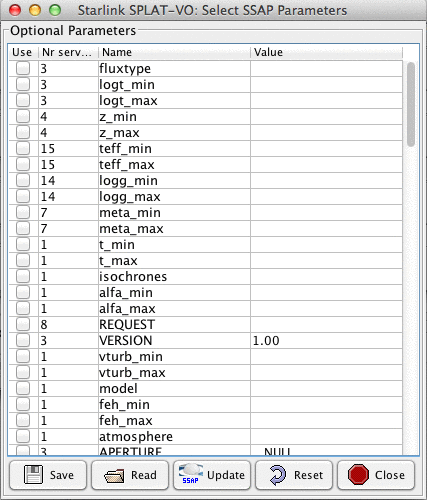 Starlink SPLAT-VO: Select SSAP Parameters
Optional Parameters
Use Nr serv... Name Value
3 fluxtype
3 logt_min
3 logt_max
4 z_min
4 z_max
15 teff_min
15 teff_max
14 logg_min
14 logg_max
7 meta_min
7 meta_max
1 t_min
1 t_max
1 isochrones
1 alfa_min
1 alfa_max
8 REQUEST
3 VERSION 1.00
1 vturb_min
1 vturb_max
1 model
1 feh_min
1 feh_max
1 atmosphere
3 APERTURE NULL
Save Read SSAP Update Reset Close